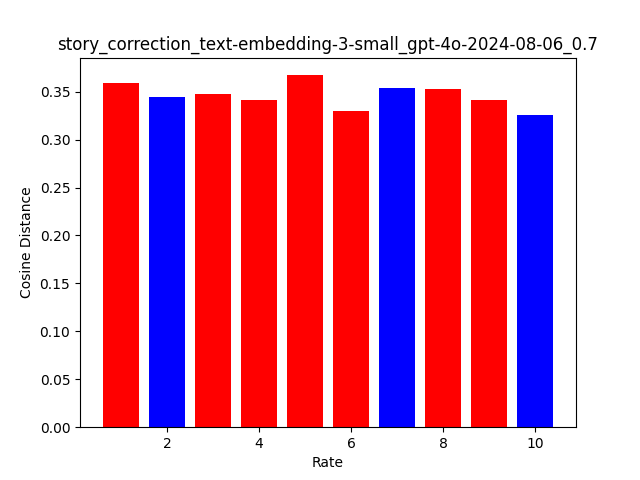 story_correction_text-embedding-3-small_gpt-4o-2024-08-06_0.7
0.35
0.30
0.25
0.20
0.15
0.10
0.05
0.00
Cosine Distance
2 4 6 8 10
Rate